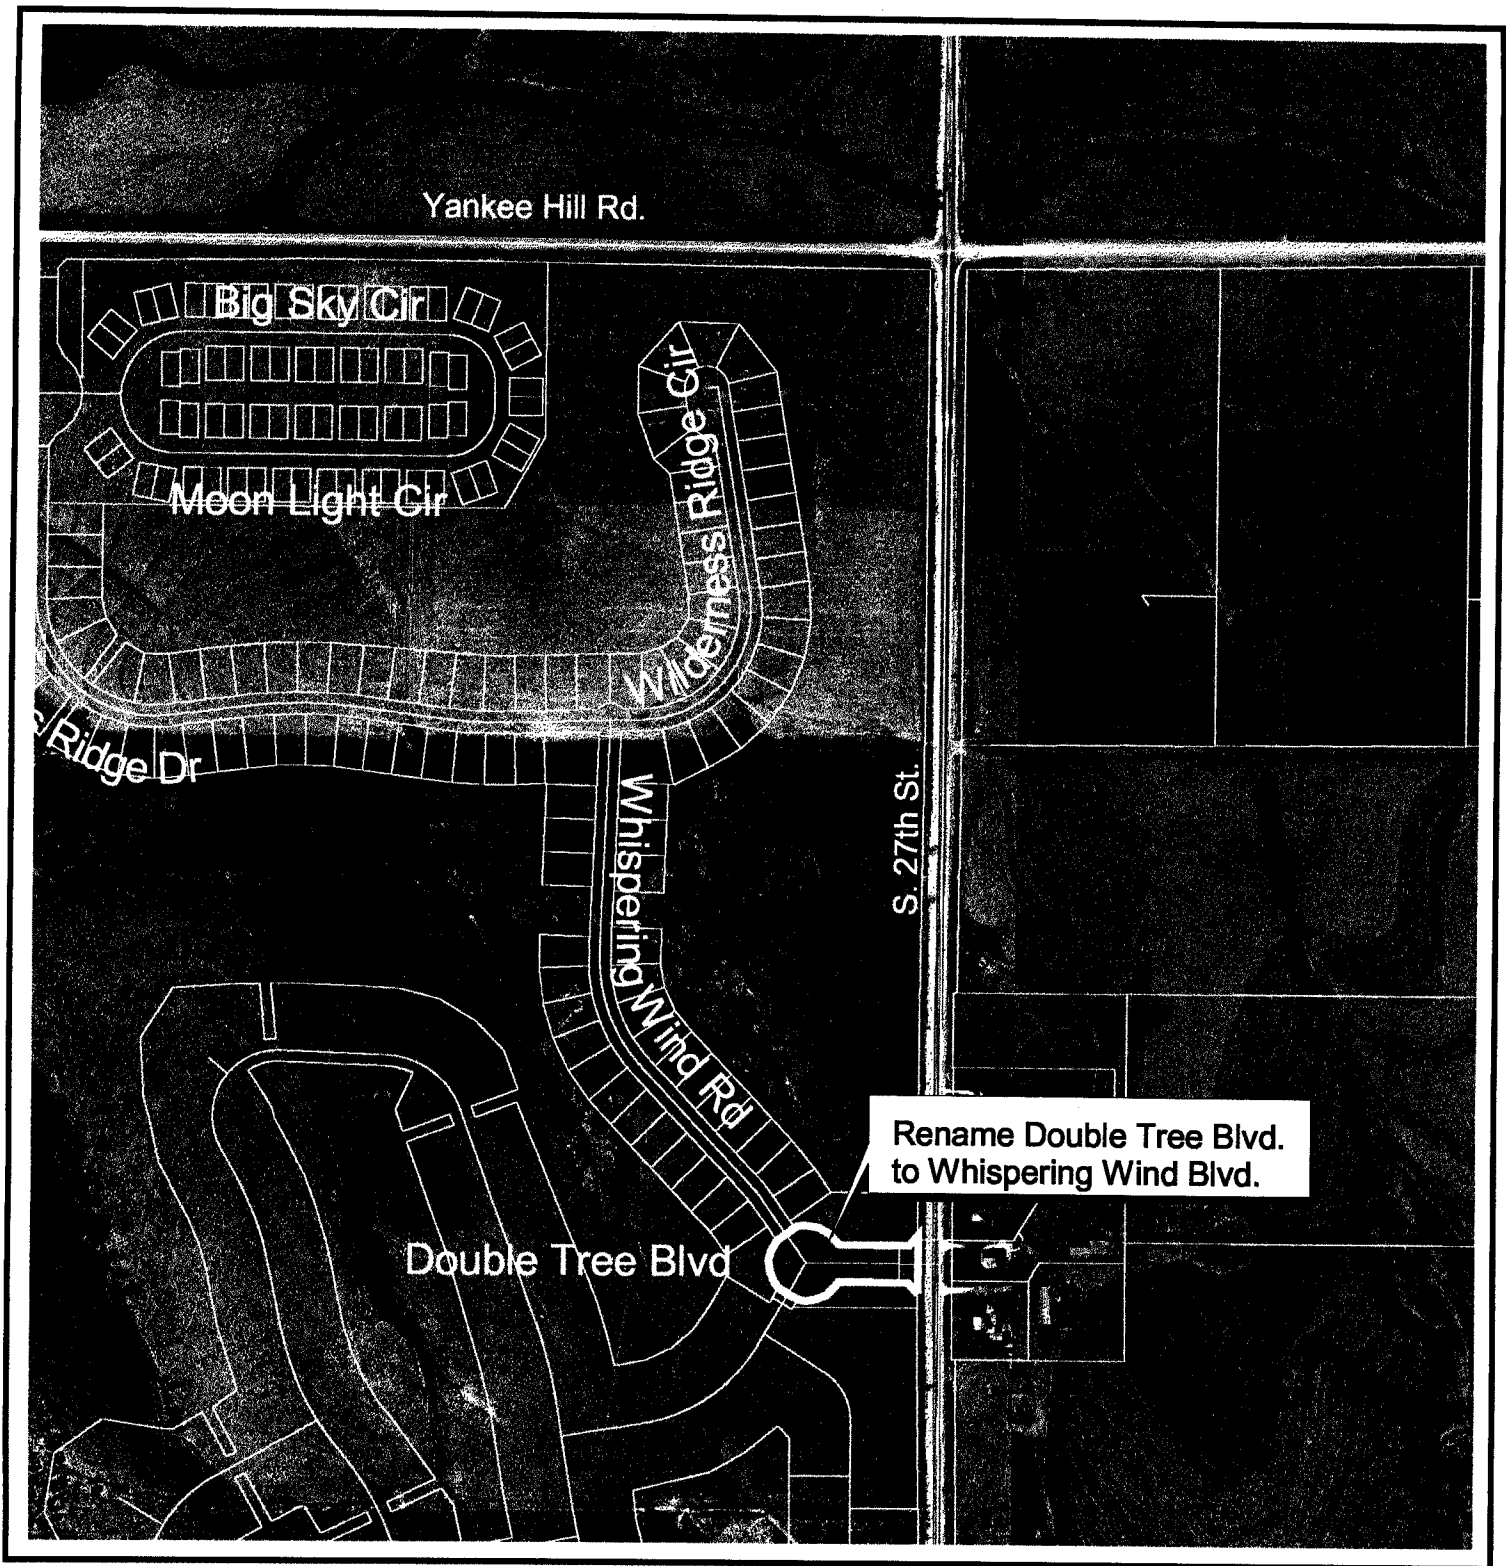 Yankee Hill Rd.
Big Sky Cir
Moon Light Cir
Wilderness Ridge Cir
s Ridge Dr
Whispering Wind Rd
S. 27th St.
Rename Double Tree Blvd.
to Whispering Wind Blvd.
Double Tree Blvd